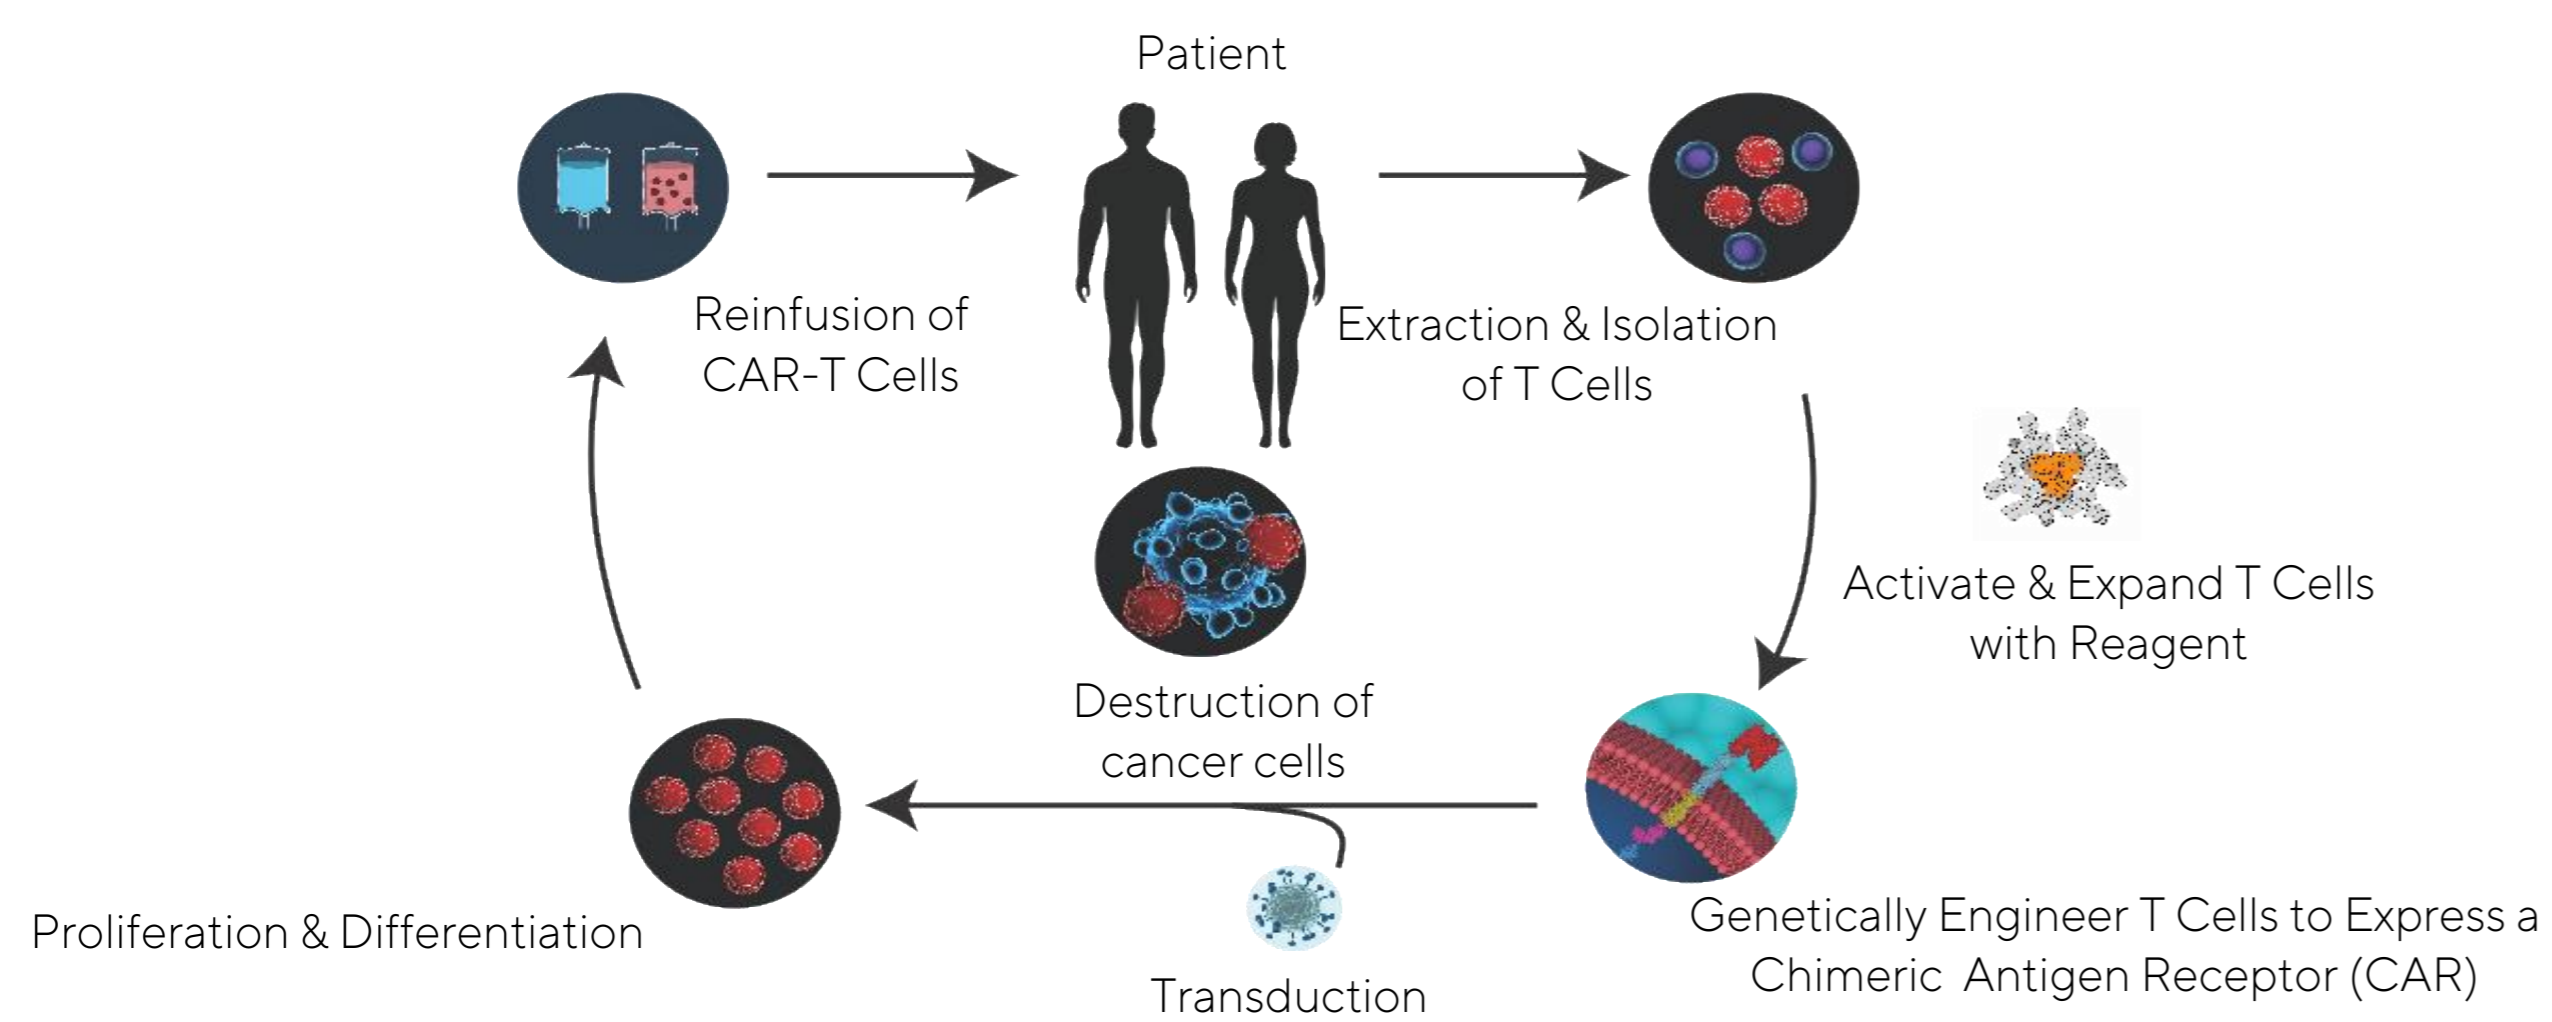 Patient
Reinfusion of
CAR-T Cells
Extraction & Isolation
of T Cells
Activate & Expand T Cells
with Reagent
Destruction of
cancer cells
Genetically Engineer T Cells to Express a
Chimeric Antigen Receptor (CAR)
Proliferation & Differentiation
Transduction